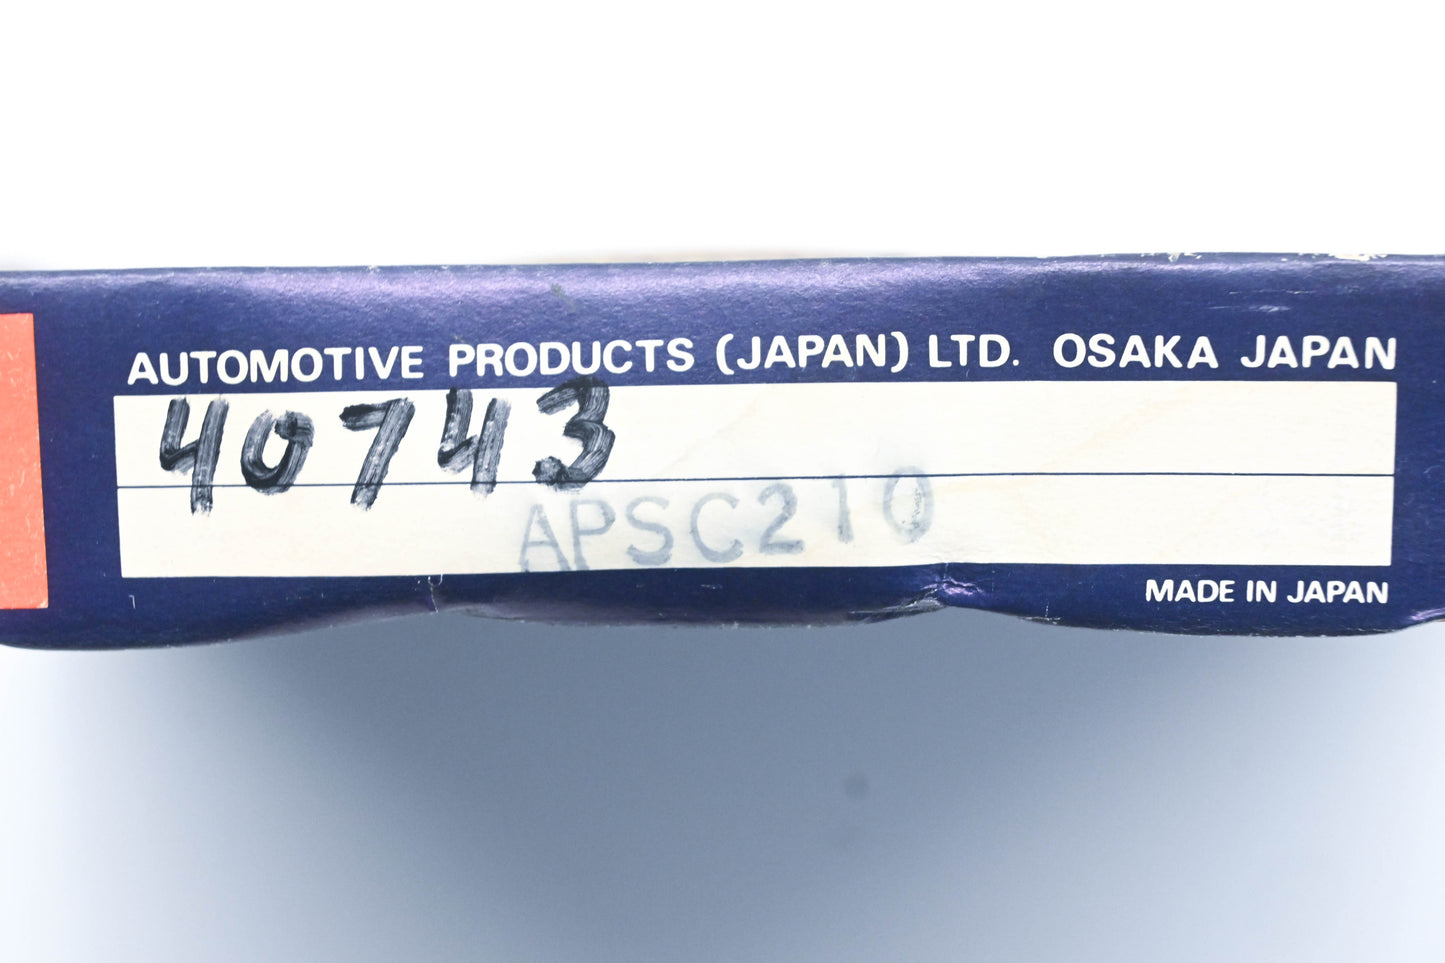 AUTOMOTIVE PRODUCTS (JAPAN) LTD. OSAKA JAPAN
40743
APSC210
MADE IN JAPAN